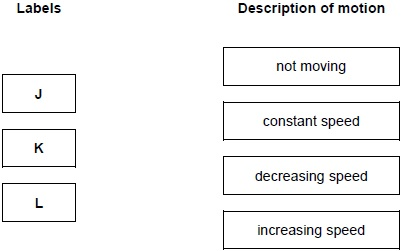 Labels
Description of motion
not moving
J
constant speed
K
decreasing speed
L
increasing speed